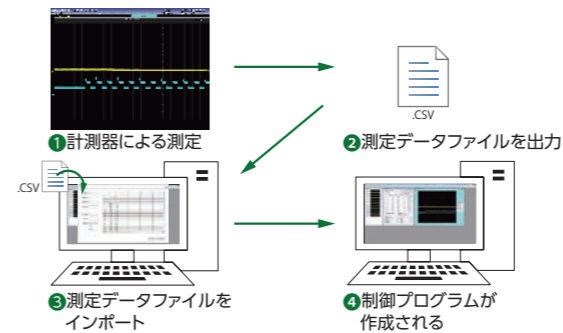 ❶計測器による測定
.CSV
❷測定データファイルを出力
.CSV
❸測定データファイルを
インポート
❹制御プログラムが
作成される